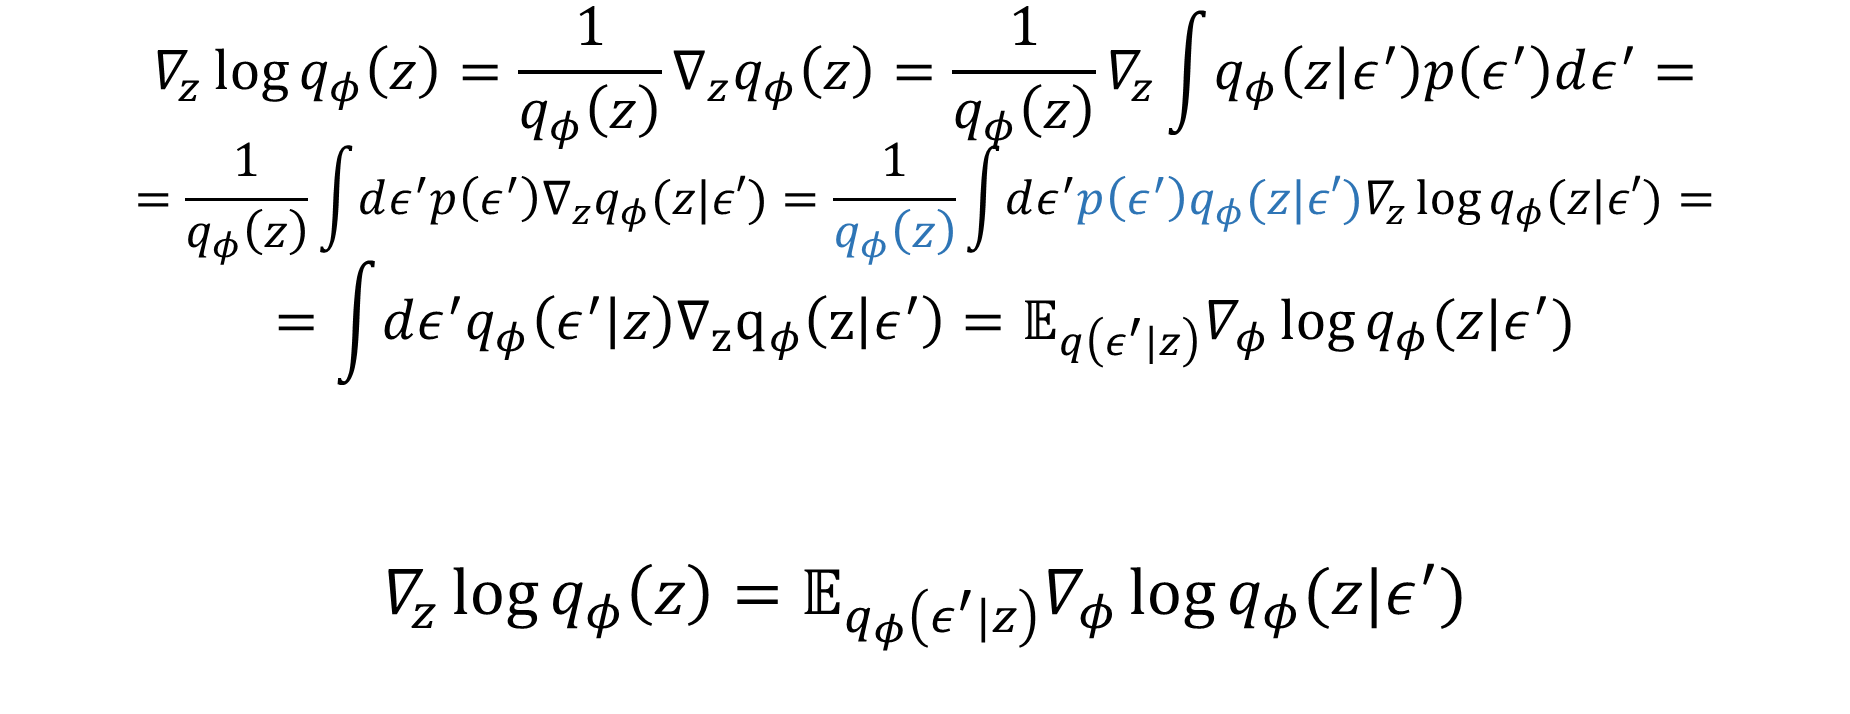 ∇_z log q_ϕ(z) = 1/q_ϕ(z) ∇_z q_ϕ(z) = 1/q_ϕ(z) ∇_z ∫ q_ϕ(z|ϵ′)p(ϵ′)dϵ′ =
= 1/q_ϕ(z) ∫ dϵ′p(ϵ′)∇_z q_ϕ(z|ϵ′) = 1/q_ϕ(z) ∫ dϵ′p(ϵ′)q_ϕ(z|ϵ′)∇_z log q_ϕ(z|ϵ′) =
= ∫ dϵ′q_ϕ(ϵ′|z)∇_z q_ϕ(z|ϵ′) = 𝔼_{q(ϵ′|z)}∇_ϕ log q_ϕ(z|ϵ′)
∇_z log q_ϕ(z) = 𝔼_{q_ϕ(ϵ′|z)}∇_ϕ log q_ϕ(z|ϵ′)